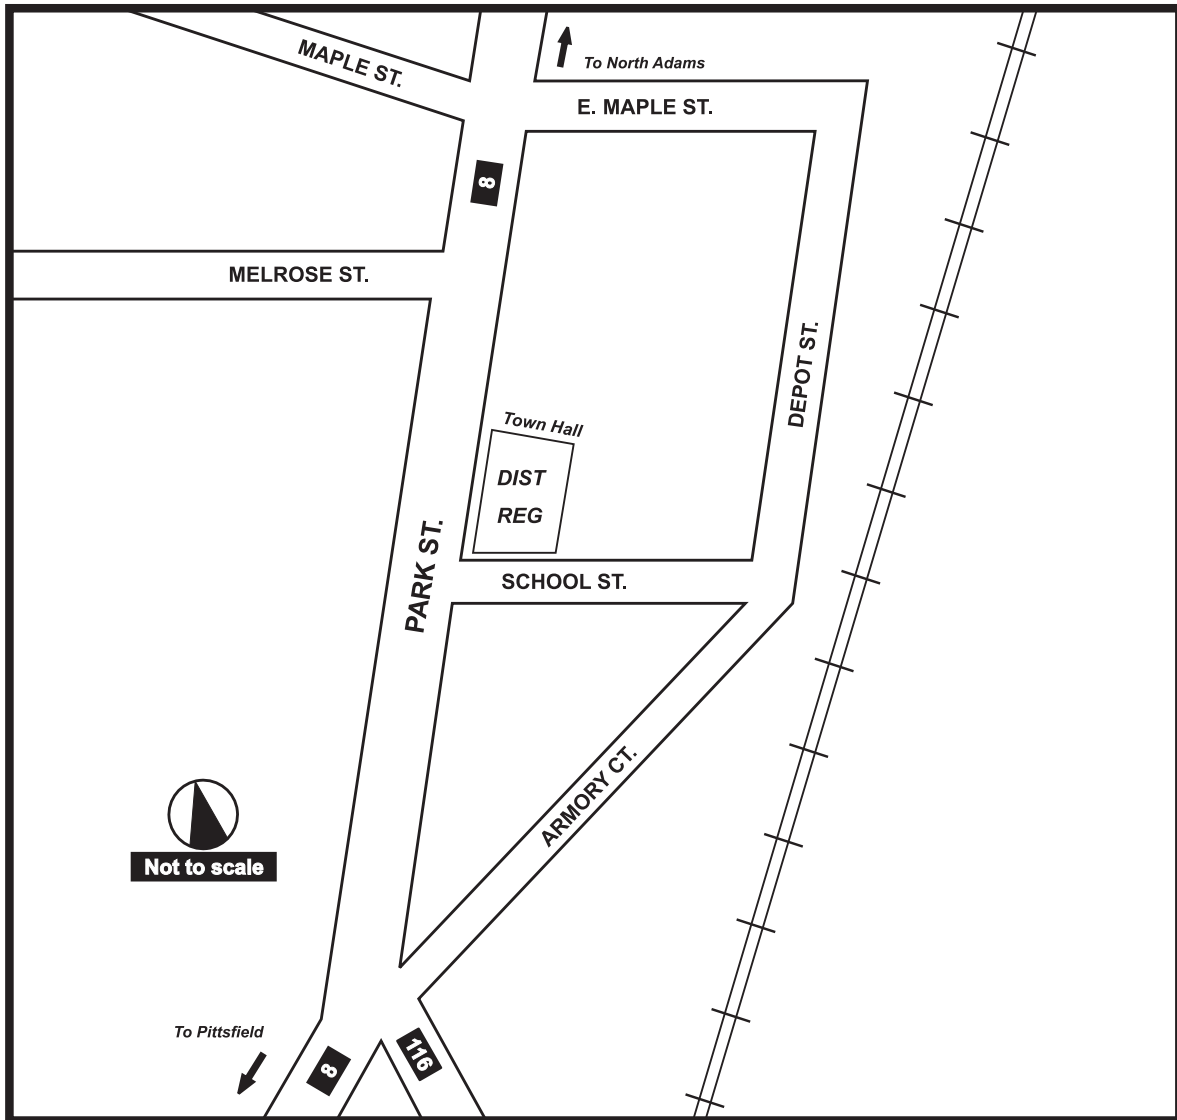 MAPLE ST.
To North Adams
E. MAPLE ST.
8
MELROSE ST.
DEPOT ST.
Town Hall
DIST
REG
PARK ST.
SCHOOL ST.
ARMORY CT.
Not to scale
To Pittsfield
8
116